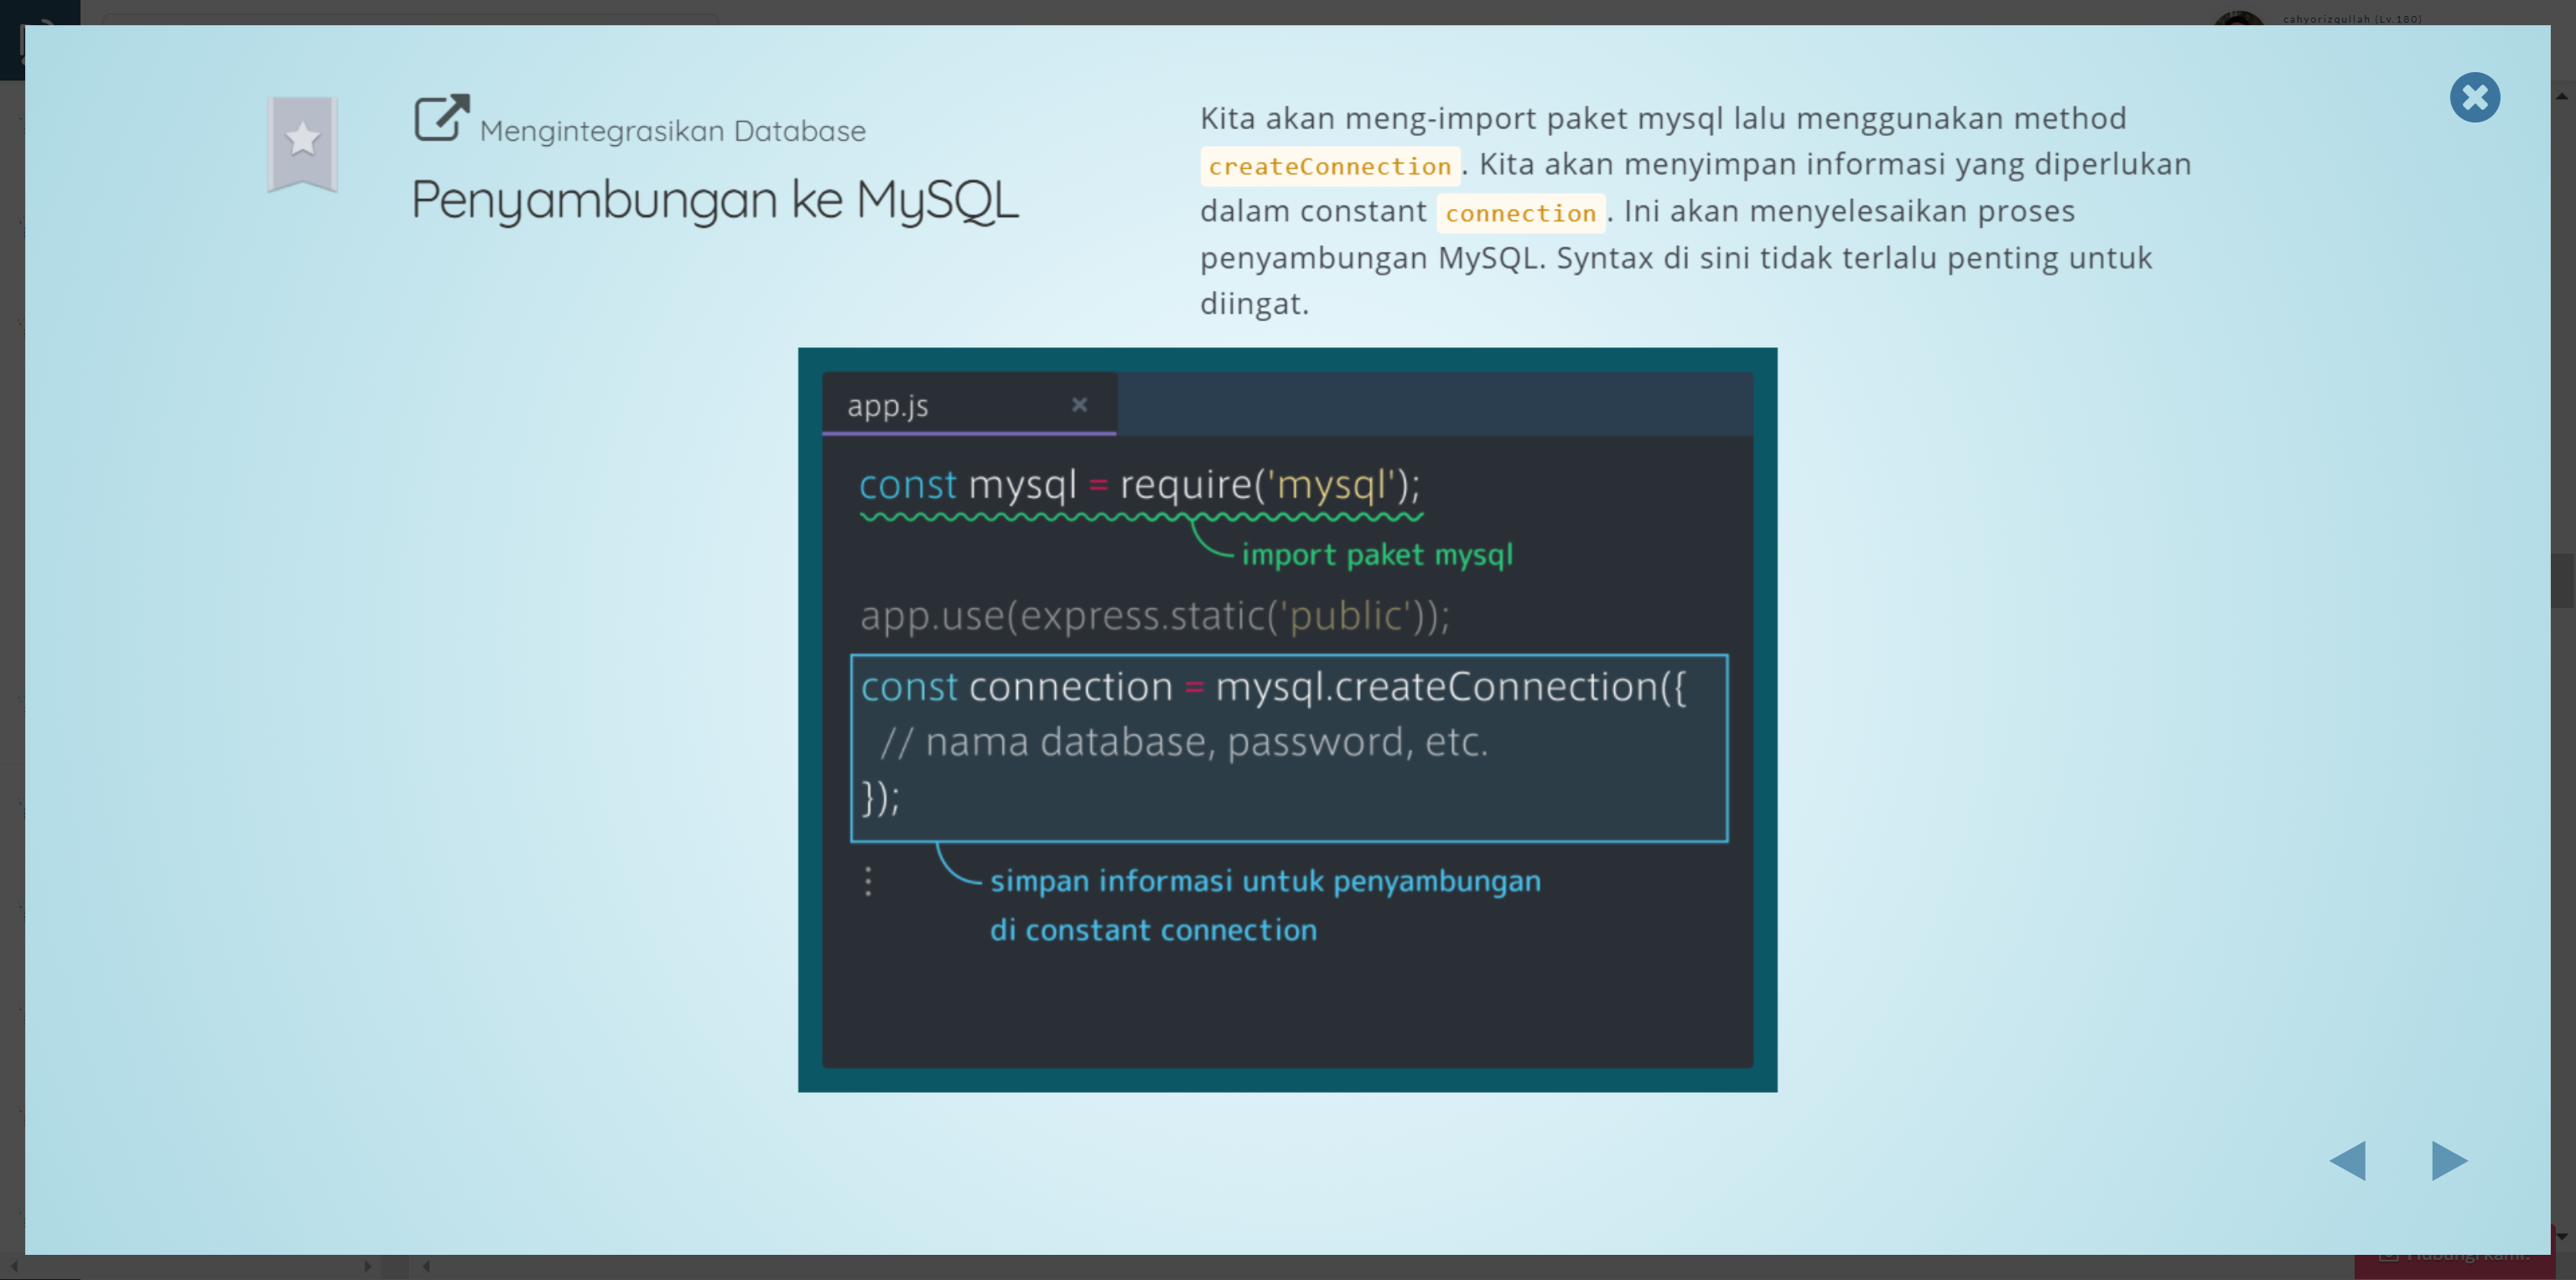 cahyorizqullah (Lv.180)
Mengintegrasikan Database
Penyambungan ke MySQL
Kita akan meng-import paket mysql lalu menggunakan method
createConnection. Kita akan menyimpan informasi yang diperlukan
dalam constant connection. Ini akan menyelesaikan proses
penyambungan MySQL. Syntax di sini tidak terlalu penting untuk
diingat.
app.js
const mysql = require('mysql');
import paket mysql
app.use(express.static('public'));
const connection = mysql.createConnection({
// nama database, password, etc.
});
simpan informasi untuk penyambungan
di constant connection
Hubungi kami!